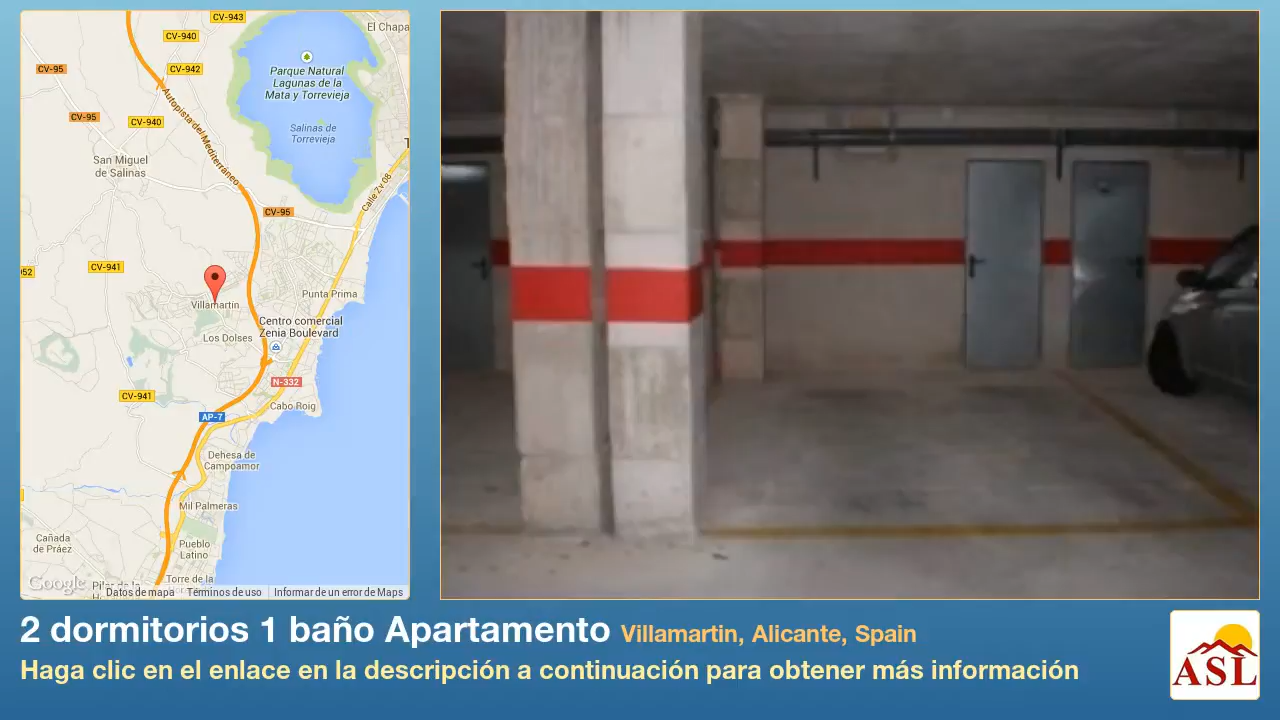 CV-943
CV-940
El Chapa
CV-95
CV-942
Parque Natural
Lagunas de la
Mata y Torrevieja
Autopista del Mediterráneo
CV-95
CV-940
Salinas de
Torrevieja
San Miguel
de Salinas
Calle Zv 08
CV-95
CV-941
Villamartin
Punta Prima
Centro comercial
Zenia Boulevard
Los Dolses
N-332
CV-941
Cabo Roig
AP-7
Dehesa de
Campoamor
Mil Palmeras
Cañada
de Práez
Pueblo
Latino
Torre de la
Google
Datos de mapa
Términos de uso
Informar de un error de Maps
2 dormitorios 1 baño Apartamento Villamartin, Alicante, Spain
Haga clic en el enlace en la descripción a continuación para obtener más información
ASL